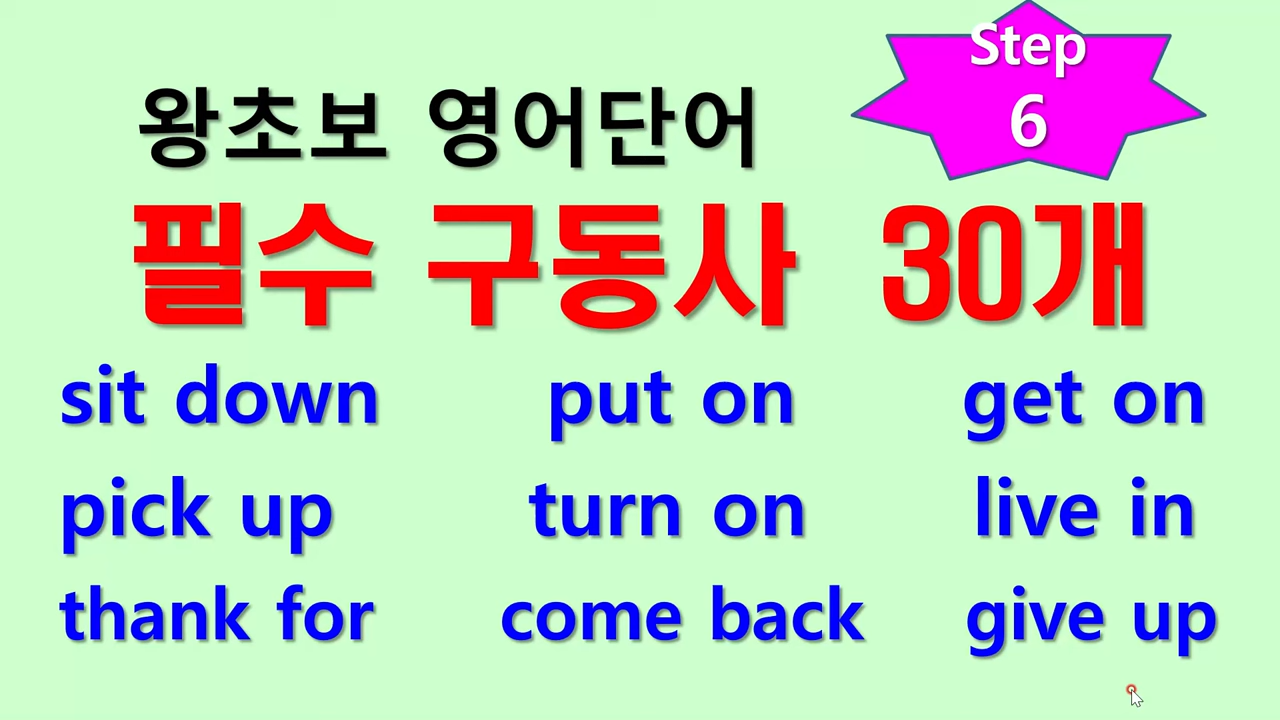 Step
6
왕초보 영어단어
필수 구동사 30개
sit down put on get on
pick up turn on live in
thank for come back give up